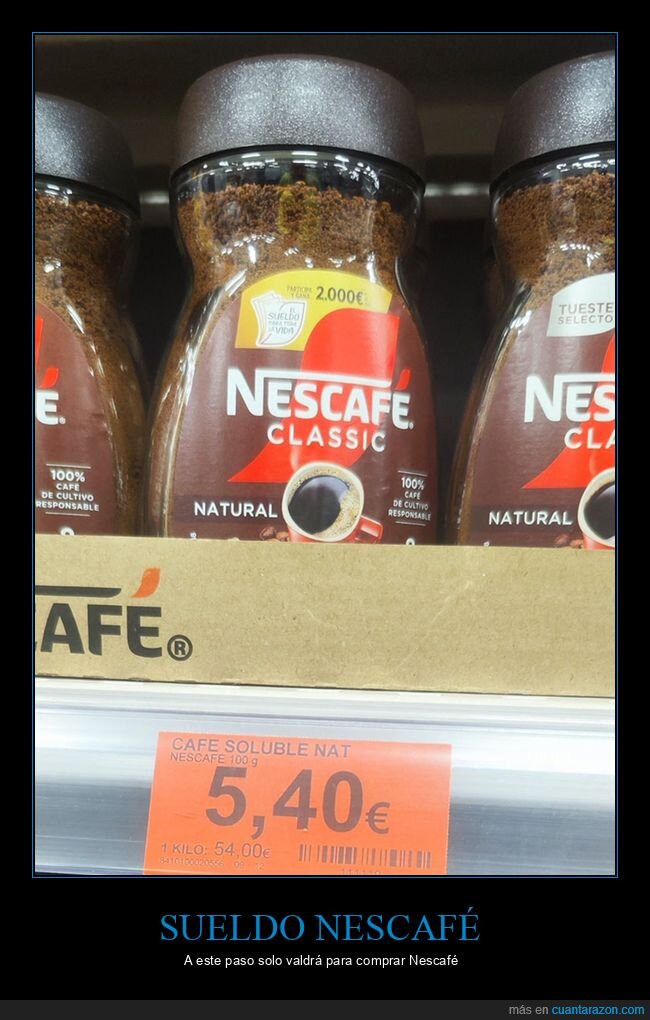 PARTICIPA
Y GANA 2.000€
EL
SUELDO
PARA TODA
LA VIDA
NESCAFÉ.
CLASSIC
NATURAL
100%
CAFÉ
DE CULTIVO
RESPONSABLE
É.
100%
CAFÉ
DE CULTIVO
RESPONSABLE
TUESTE
SELECTO
NES
CLA
NATURAL
AFÉ®
CAFE SOLUBLE NAT
NESCAFE 100 g
5,40€
1 KILO: 54,00€
SUELDO NESCAFÉ
A este paso solo valdrá para comprar Nescafé
más en cuantarazon.com